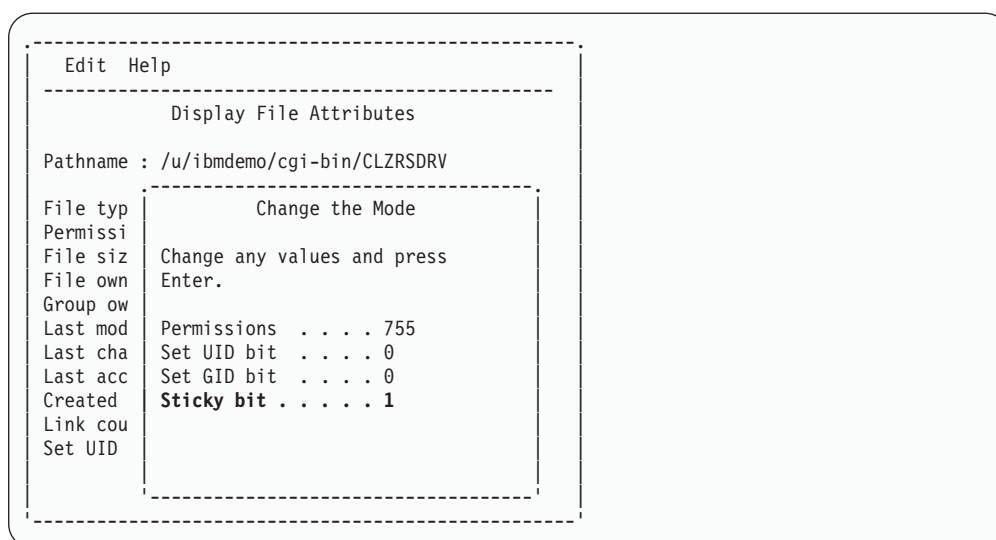 Edit Help
Display File Attributes
Pathname : /u/ibmdemo/cgi-bin/CLZRSDRV
File typ Change the Mode
Permissi
File siz Change any values and press
File own Enter.
Group ow
Last mod Permissions . . . . 755
Last cha Set UID bit . . . . 0
Last acc Set GID bit . . . . 0
Created Sticky bit . . . . . 1
Link cou
Set UID